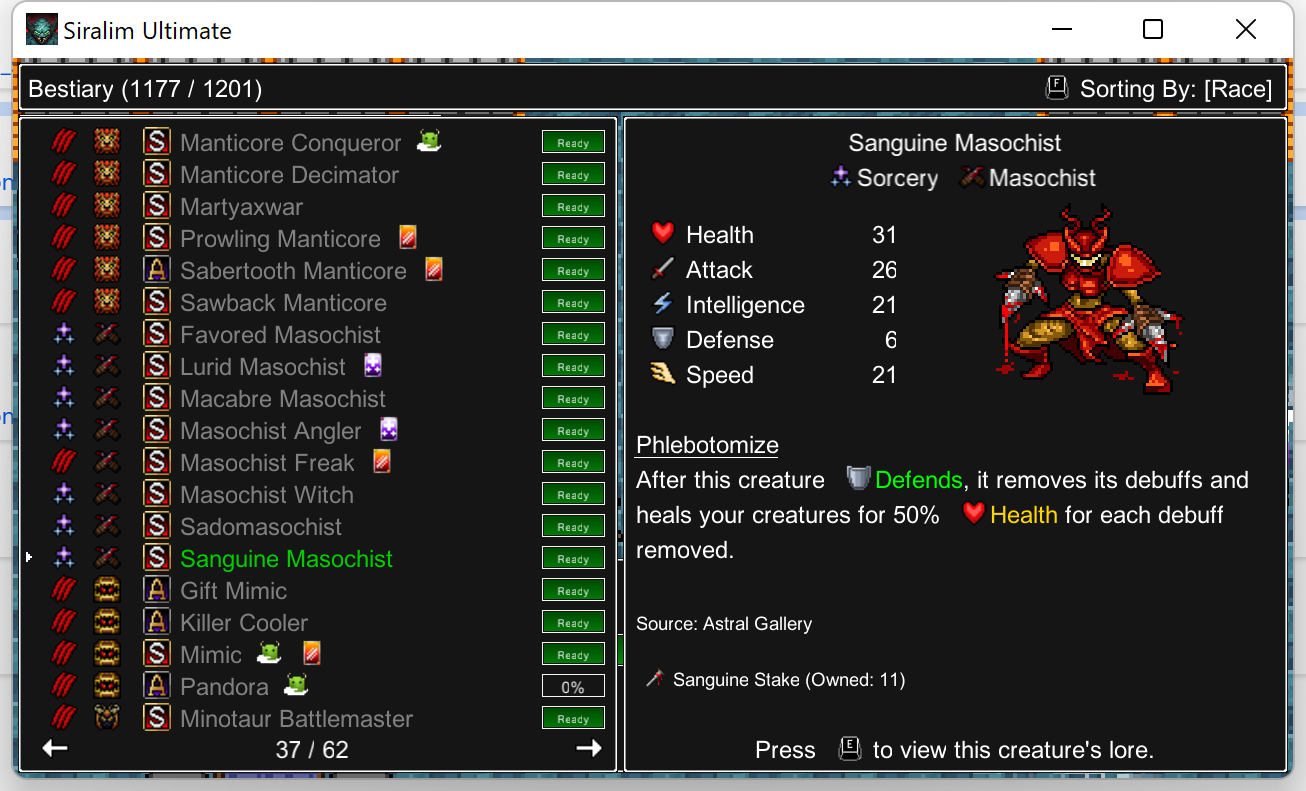 Siralim Ultimate
Bestiary (1177 / 1201)
F Sorting By: [Race]
S Manticore Conqueror Ready
S Manticore Decimator Ready
S Martyaxwar Ready
S Prowling Manticore Ready
A Sabertooth Manticore Ready
S Sawback Manticore Ready
S Favored Masochist Ready
S Lurid Masochist Ready
S Macabre Masochist Ready
S Masochist Angler Ready
S Masochist Freak Ready
S Masochist Witch Ready
S Sadomasochist Ready
S Sanguine Masochist Ready
A Gift Mimic Ready
A Killer Cooler Ready
S Mimic Ready
A Pandora 0%
S Minotaur Battlemaster Ready
37 / 62
Sanguine Masochist
Sorcery Masochist
Health 31
Attack 26
Intelligence 21
Defense 6
Speed 21
Phlebotomize
After this creature Defends, it removes its debuffs and
heals your creatures for 50% Health for each debuff
removed.
Source: Astral Gallery
Sanguine Stake (Owned: 11)
Press E to view this creature's lore.